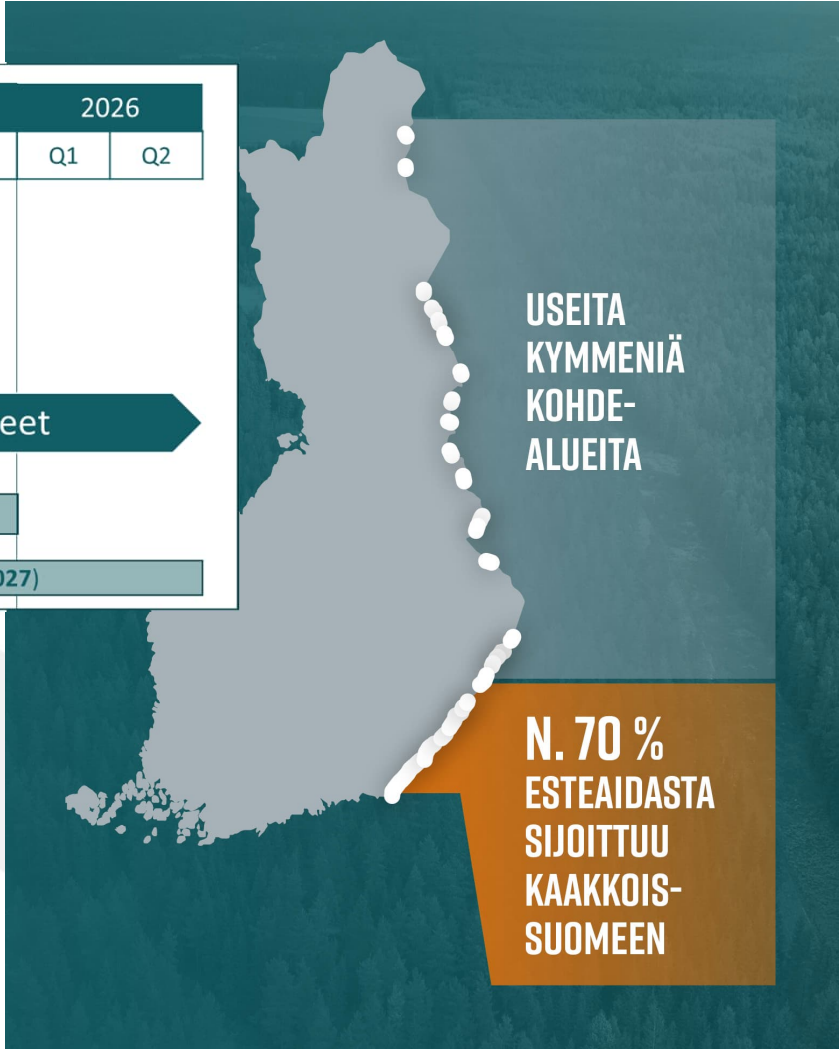 2026
Q1 Q2
eet
027)
USEITA
KYMMENIÄ
KOHDE-
ALUEITA
N. 70 %
ESTEAIDASTA
SIJOITTUU
KAAKKOIS-
SUOMEEN